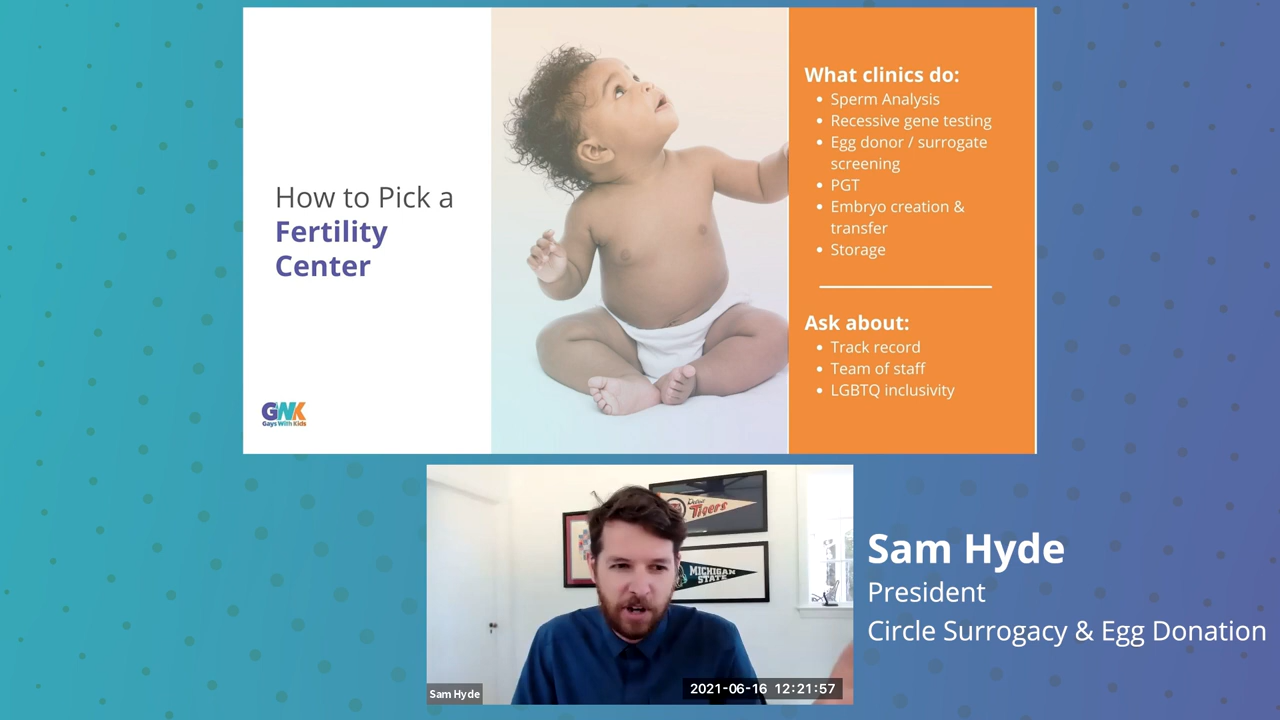 How to Pick a
Fertility
Center
GWK
Gays With Kids
What clinics do:
• Sperm Analysis
• Recessive gene testing
• Egg donor / surrogate
screening
• PGT
• Embryo creation &
transfer
• Storage
Ask about:
• Track record
• Team of staff
• LGBTQ inclusivity
Detroit
Tigers
MICHIGAN
STATE
Sam Hyde
2021-06-16 12:21:57
Sam Hyde
President
Circle Surrogacy & Egg Donation